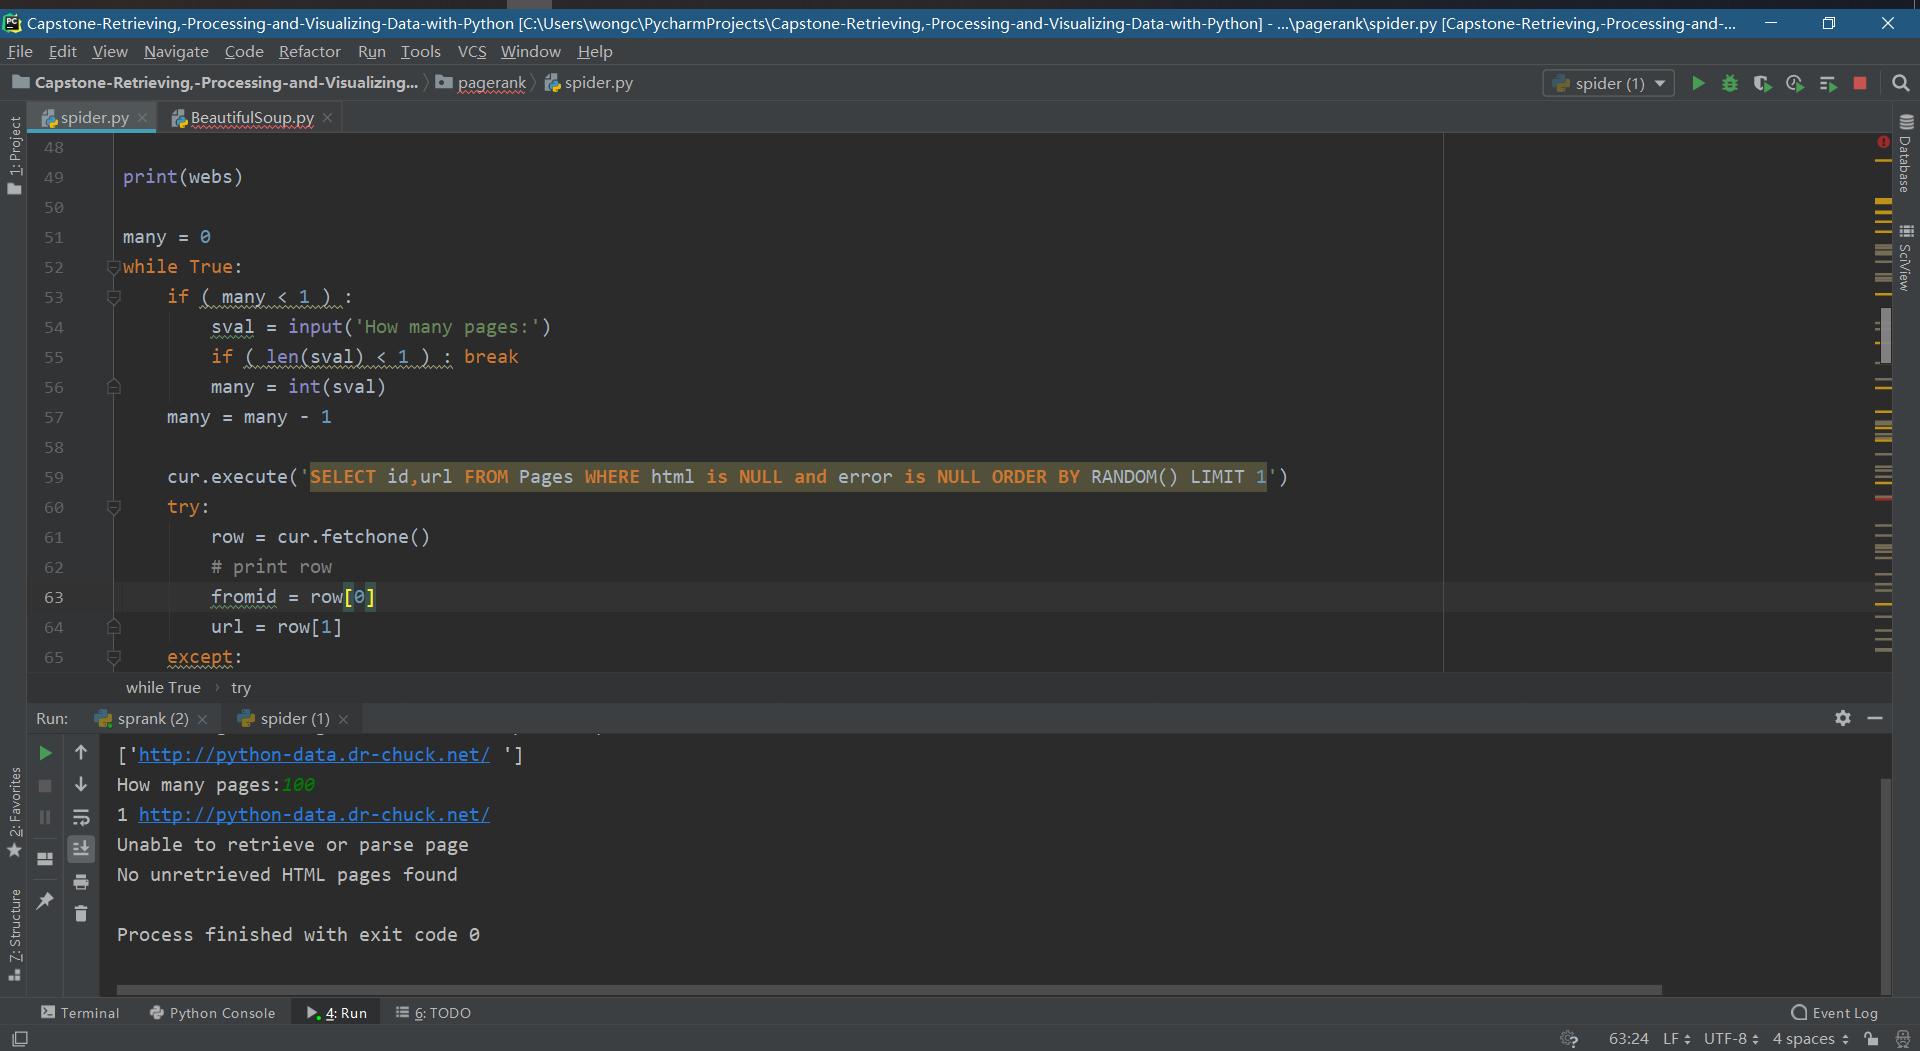 Capstone-Retrieving,-Processing-and-Visualizing-Data-with-Python [C:\Users\wongc\PycharmProjects\Capstone-Retrieving,-Processing-and-Visualizing-Data-with-Python] - ...\pagerank\spider.py [Capstone-Retrieving,-Processing-and-...
File Edit View Navigate Code Refactor Run Tools VCS Window Help
Capstone-Retrieving,-Processing-and-Visualizing... pagerank spider.py spider (1)
spider.py BeautifulSoup.py
1: Project
Database
SciView
48
49 print(webs)
50
51 many = 0
52 while True:
53 if ( many < 1 ) :
54 sval = input('How many pages:')
55 if ( len(sval) < 1 ) : break
56 many = int(sval)
57 many = many - 1
58
59 cur.execute('SELECT id,url FROM Pages WHERE html is NULL and error is NULL ORDER BY RANDOM() LIMIT 1')
60 try:
61 row = cur.fetchone()
62 # print row
63 fromid = row[0]
64 url = row[1]
65 except:
while True › try
Run: sprank (2) spider (1)
['http://python-data.dr-chuck.net/ ']
How many pages:100
1 http://python-data.dr-chuck.net/
Unable to retrieve or parse page
No unretrieved HTML pages found
Process finished with exit code 0
2: Favorites
7: Structure
Terminal Python Console 4: Run 6: TODO Event Log
63:24 LF UTF-8 4 spaces